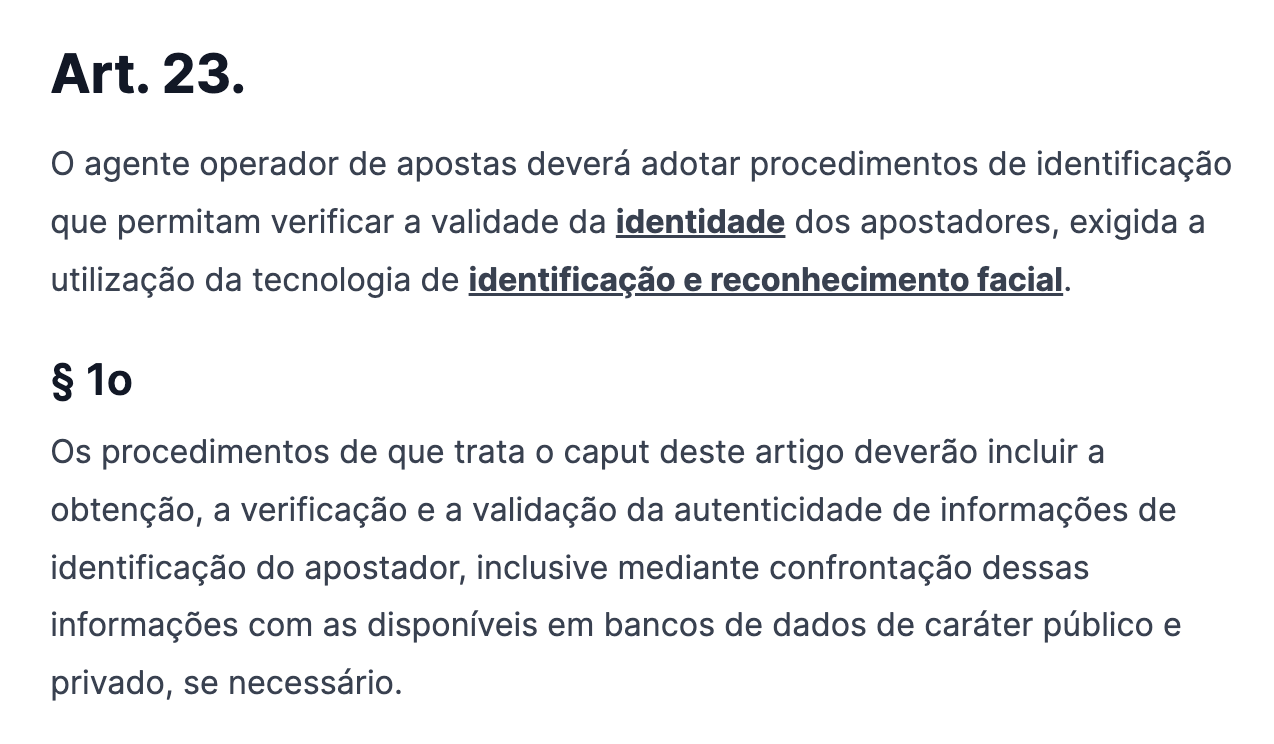 Art. 23.
O agente operador de apostas deverá adotar procedimentos de identificação
que permitam verificar a validade da identidade dos apostadores, exigida a
utilização da tecnologia de identificação e reconhecimento facial.
§ 1o
Os procedimentos de que trata o caput deste artigo deverão incluir a
obtenção, a verificação e a validação da autenticidade de informações de
identificação do apostador, inclusive mediante confrontação dessas
informações com as disponíveis em bancos de dados de caráter público e
privado, se necessário.